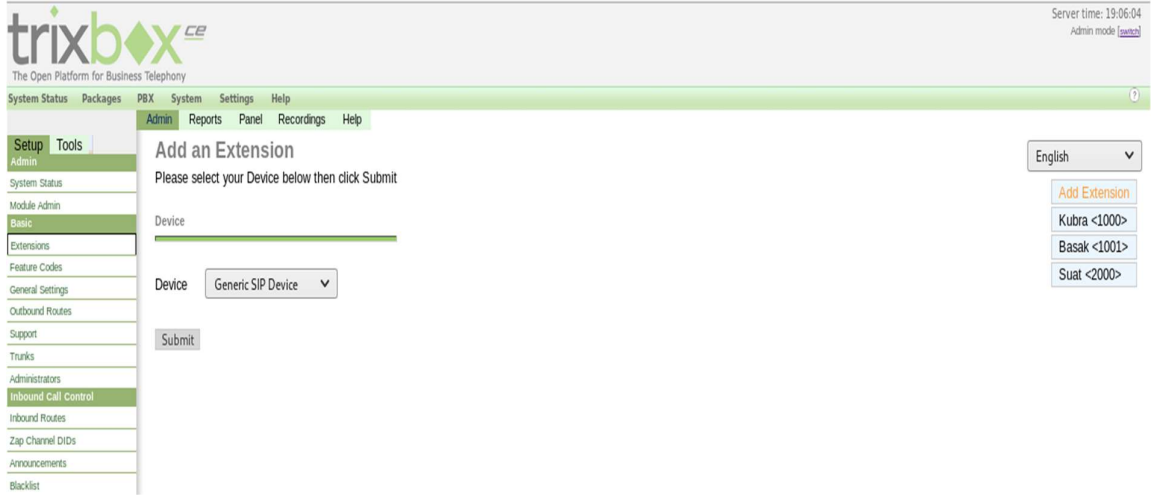 trixbox ce
The Open Platform for Business Telephony
Server time: 19:06:04
Admin mode [switch]
System Status Packages PBX System Settings Help
?
Admin Reports Panel Recordings Help
Setup Tools
Admin
System Status
Module Admin
Basic
Extensions
Feature Codes
General Settings
Outbound Routes
Support
Trunks
Administrators
Inbound Call Control
Inbound Routes
Zap Channel DIDs
Announcements
Blacklist
Add an Extension
Please select your Device below then click Submit
Device
Device Generic SIP Device
Submit
English
Add Extension
Kubra <1000>
Basak <1001>
Suat <2000>